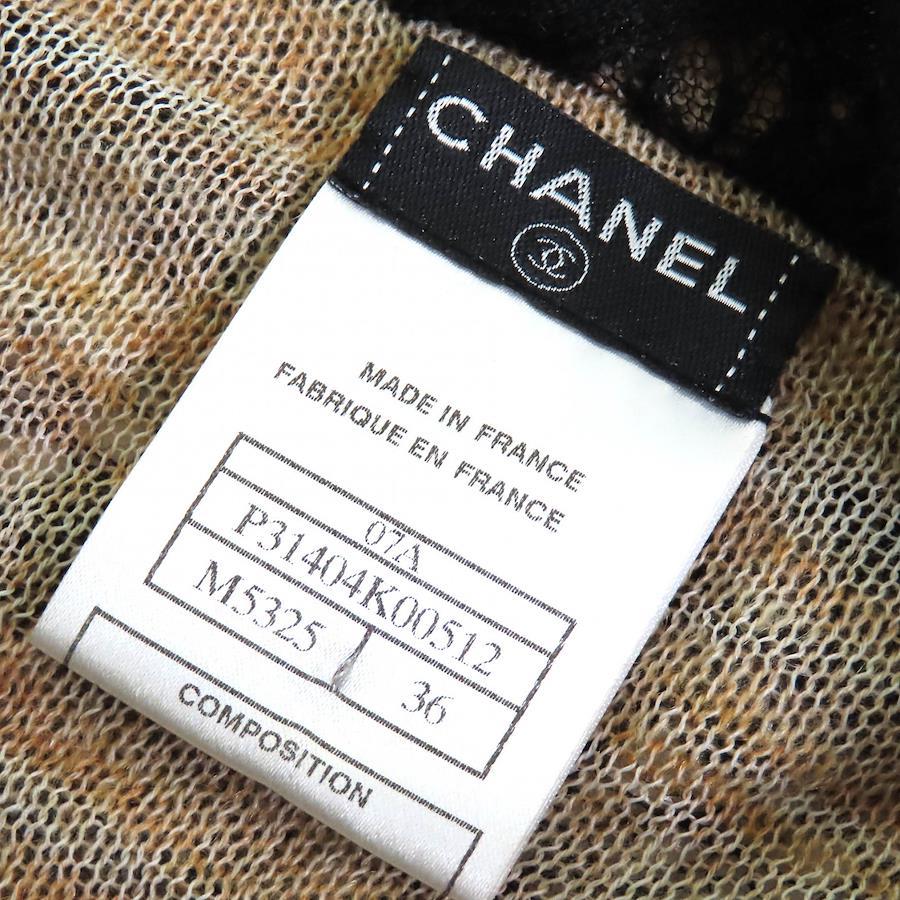 CHANEL
MADE IN FRANCE
FABRIQUE EN FRANCE
07A
P31404K00512
M5325 36
COMPOSITION